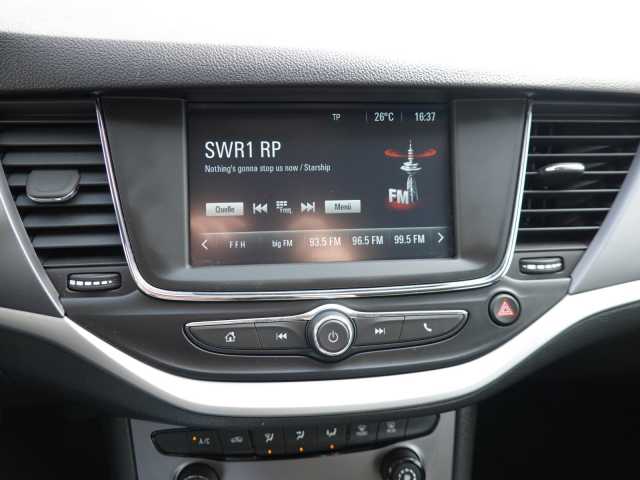 TP 26°C 16:37
SWR1 RP
Nothing's gonna stop us now / Starship
FM
Quelle Freq. Menü
F F H big FM 93.5 FM 96.5 FM 99.5 FM
A/C